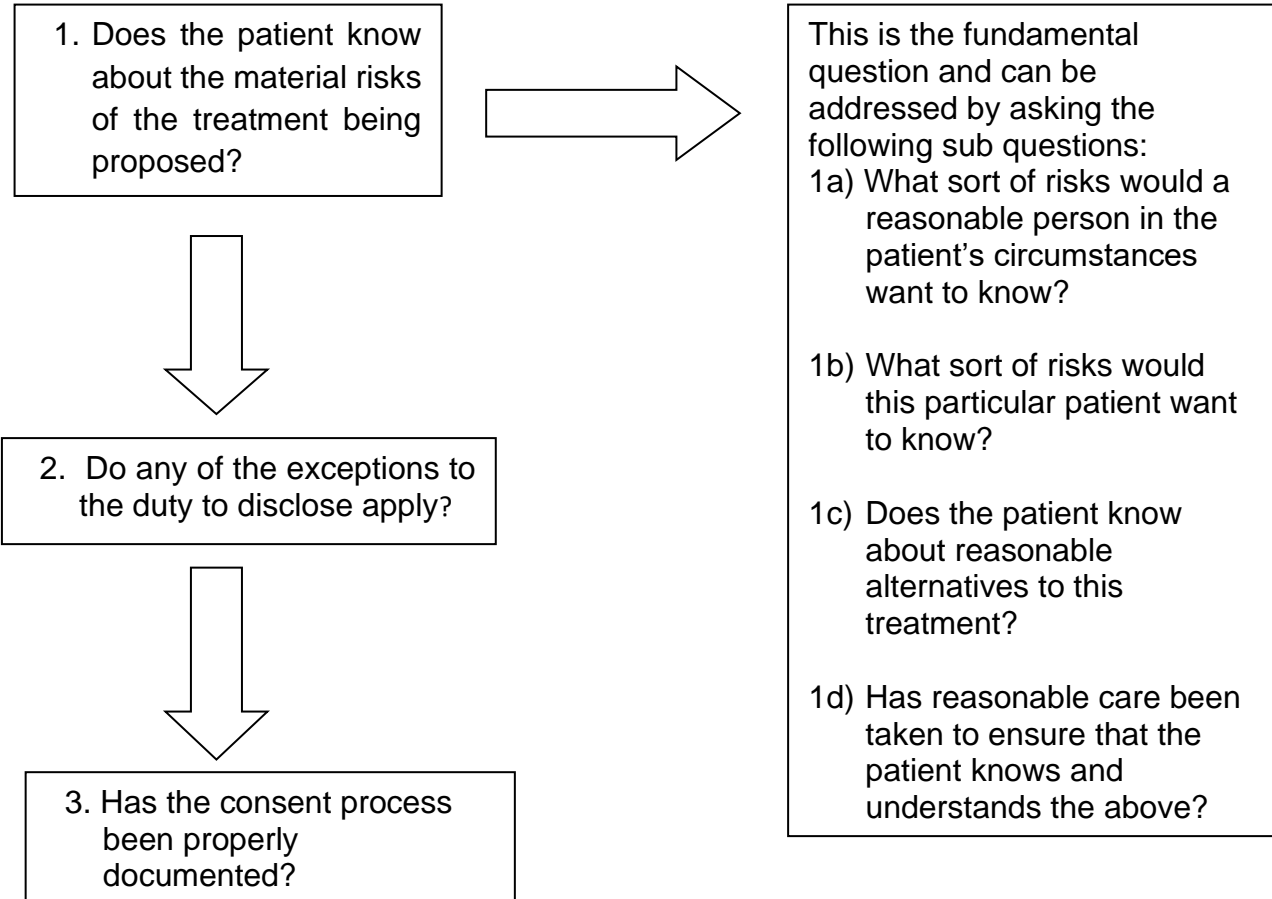 1. Does the patient know
about the material risks
of the treatment being
proposed?
This is the fundamental
question and can be
addressed by asking the
following sub questions:
1a) What sort of risks would a
reasonable person in the
patient’s circumstances
want to know?
1b) What sort of risks would
this particular patient want
to know?
1c) Does the patient know
about reasonable
alternatives to this
treatment?
1d) Has reasonable care been
taken to ensure that the
patient knows and
understands the above?
2. Do any of the exceptions to
the duty to disclose apply?
3. Has the consent process
been properly
documented?